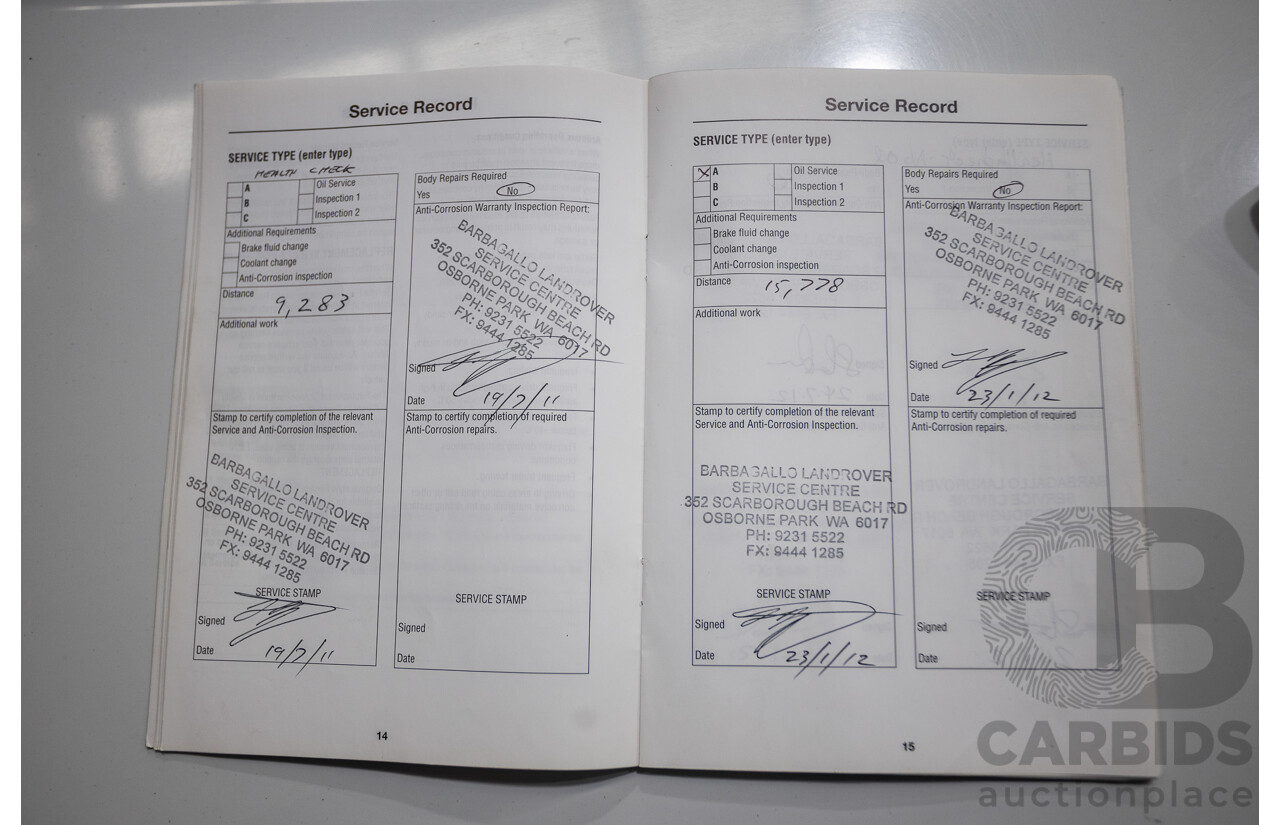 Service Record
SERVICE TYPE (enter type)
HEALTH CHECK
A
B
C
Oil Service
Inspection 1
Inspection 2
Additional Requirements
Brake fluid change
Coolant change
Anti-Corrosion inspection
Distance
9,283
Additional work
Stamp to certify completion of the relevant
Service and Anti-Corrosion Inspection.
BARBAGALLO LANDROVER
SERVICE CENTRE
352 SCARBOROUGH BEACH RD
OSBORNE PARK WA 6017
PH: 9231 5522
FX: 9444 1285
SERVICE STAMP
Signed
Date 19/7/11
Body Repairs Required
Yes No
Anti-Corrosion Warranty Inspection Report:
BARBAGALLO LANDROVER
SERVICE CENTRE
352 SCARBOROUGH BEACH RD
OSBORNE PARK WA 6017
PH: 9231 5522
FX: 9444 1285
Signed
Date 19/7/11
Stamp to certify completion of required
Anti-Corrosion repairs.
SERVICE STAMP
Signed
Date
14
Service Record
SERVICE TYPE (enter type)
X A
B
C
Oil Service
Inspection 1
Inspection 2
Additional Requirements
Brake fluid change
Coolant change
Anti-Corrosion inspection
Distance 15,778
Additional work
Stamp to certify completion of the relevant
Service and Anti-Corrosion Inspection.
BARBAGALLO LANDROVER
SERVICE CENTRE
352 SCARBOROUGH BEACH RD
OSBORNE PARK WA 6017
PH: 9231 5522
FX: 9444 1285
SERVICE STAMP
Signed
Date 23/1/12
Body Repairs Required
Yes No
Anti-Corrosion Warranty Inspection Report:
BARBAGALLO LANDROVER
SERVICE CENTRE
352 SCARBOROUGH BEACH RD
OSBORNE PARK WA 6017
PH: 9231 5522
FX: 9444 1285
Signed
Date 23/1/12
Stamp to certify completion of required
Anti-Corrosion repairs.
SERVICE STAMP
Signed
Date
15
CB
CARBIDS
auctionplace